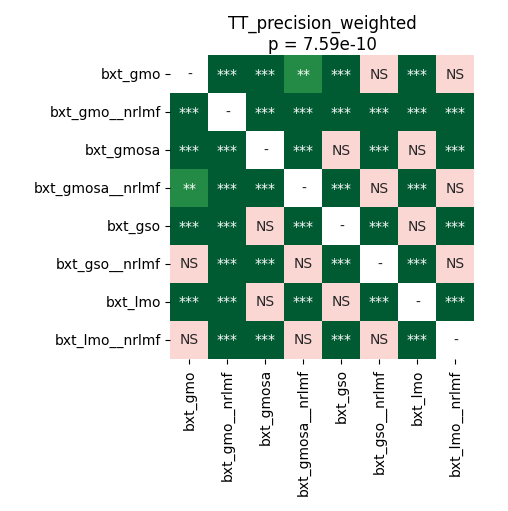 TT_precision_weighted
p = 7.59e-10
bxt_gmo - *** *** ** *** NS *** NS
bxt_gmo__nrlmf *** - *** *** *** *** *** ***
bxt_gmosa *** *** - *** NS *** NS ***
bxt_gmosa__nrlmf ** *** *** - *** NS *** NS
bxt_gso *** *** NS *** - *** NS ***
bxt_gso__nrlmf NS *** *** NS *** - *** NS
bxt_lmo *** *** NS *** NS *** - ***
bxt_lmo__nrlmf NS *** *** NS *** NS *** -
bxt_gmo
bxt_gmo__nrlmf
bxt_gmosa
bxt_gmosa__nrlmf
bxt_gso
bxt_gso__nrlmf
bxt_lmo
bxt_lmo__nrlmf